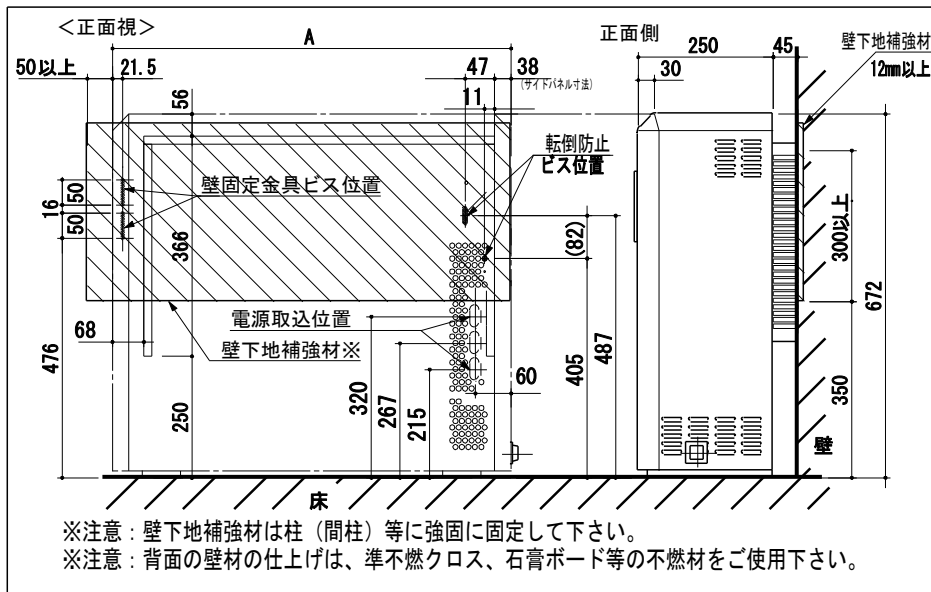 <正面視>
A
正面側
250
45
壁下地補強材
12mm以上
50以上
21.5
47
38
(サイドパネル寸法)
30
11
56
転倒防止
ビス位置
壁固定金具ビス位置
50
16
50
366
(82)
300以上
672
電源取込位置
68
壁下地補強材※
476
250
320
267
215
60
405
487
350
壁
床
※注意：壁下地補強材は柱（間柱）等に強固に固定して下さい。
※注意：背面の壁材の仕上げは、準不燃クロス、石膏ボード等の不燃材をご使用下さい。